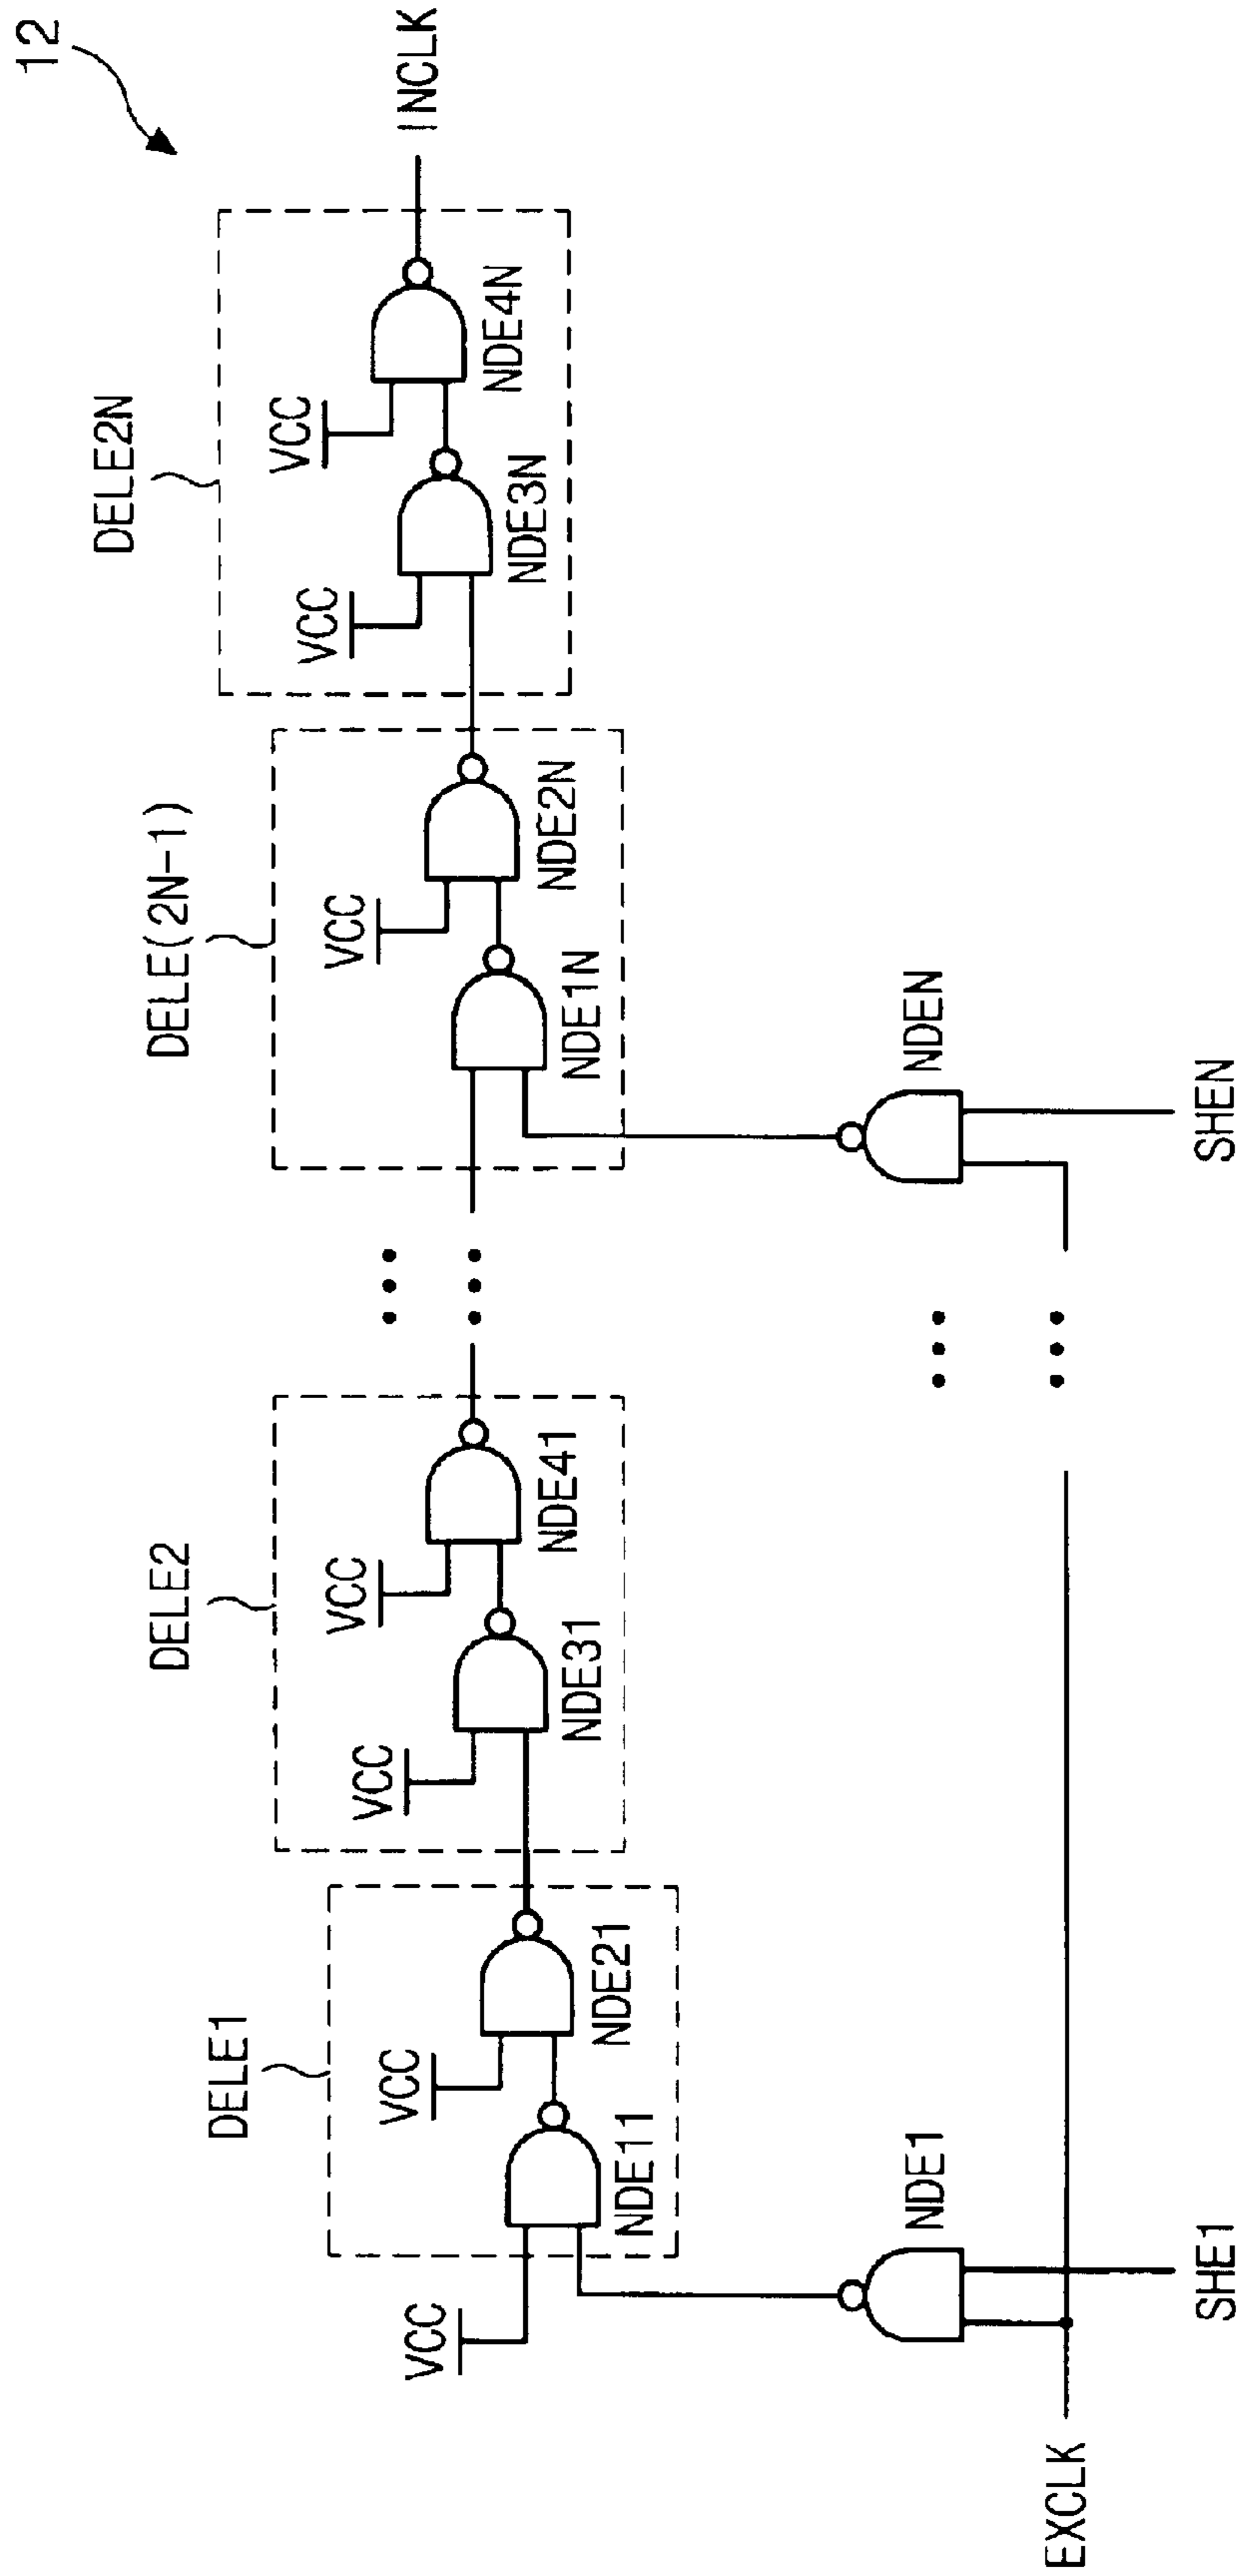 12
DELE1
DELE2
DELE(2N-1)
DELE2N
VCC
VCC
VCC
VCC
VCC
VCC
VCC
INCLK
NDE11
NDE21
NDE31
NDE41
NDE1N
NDE2N
NDE3N
NDE4N
NDE1
NDEN
EXCLK
SHE1
SHEN